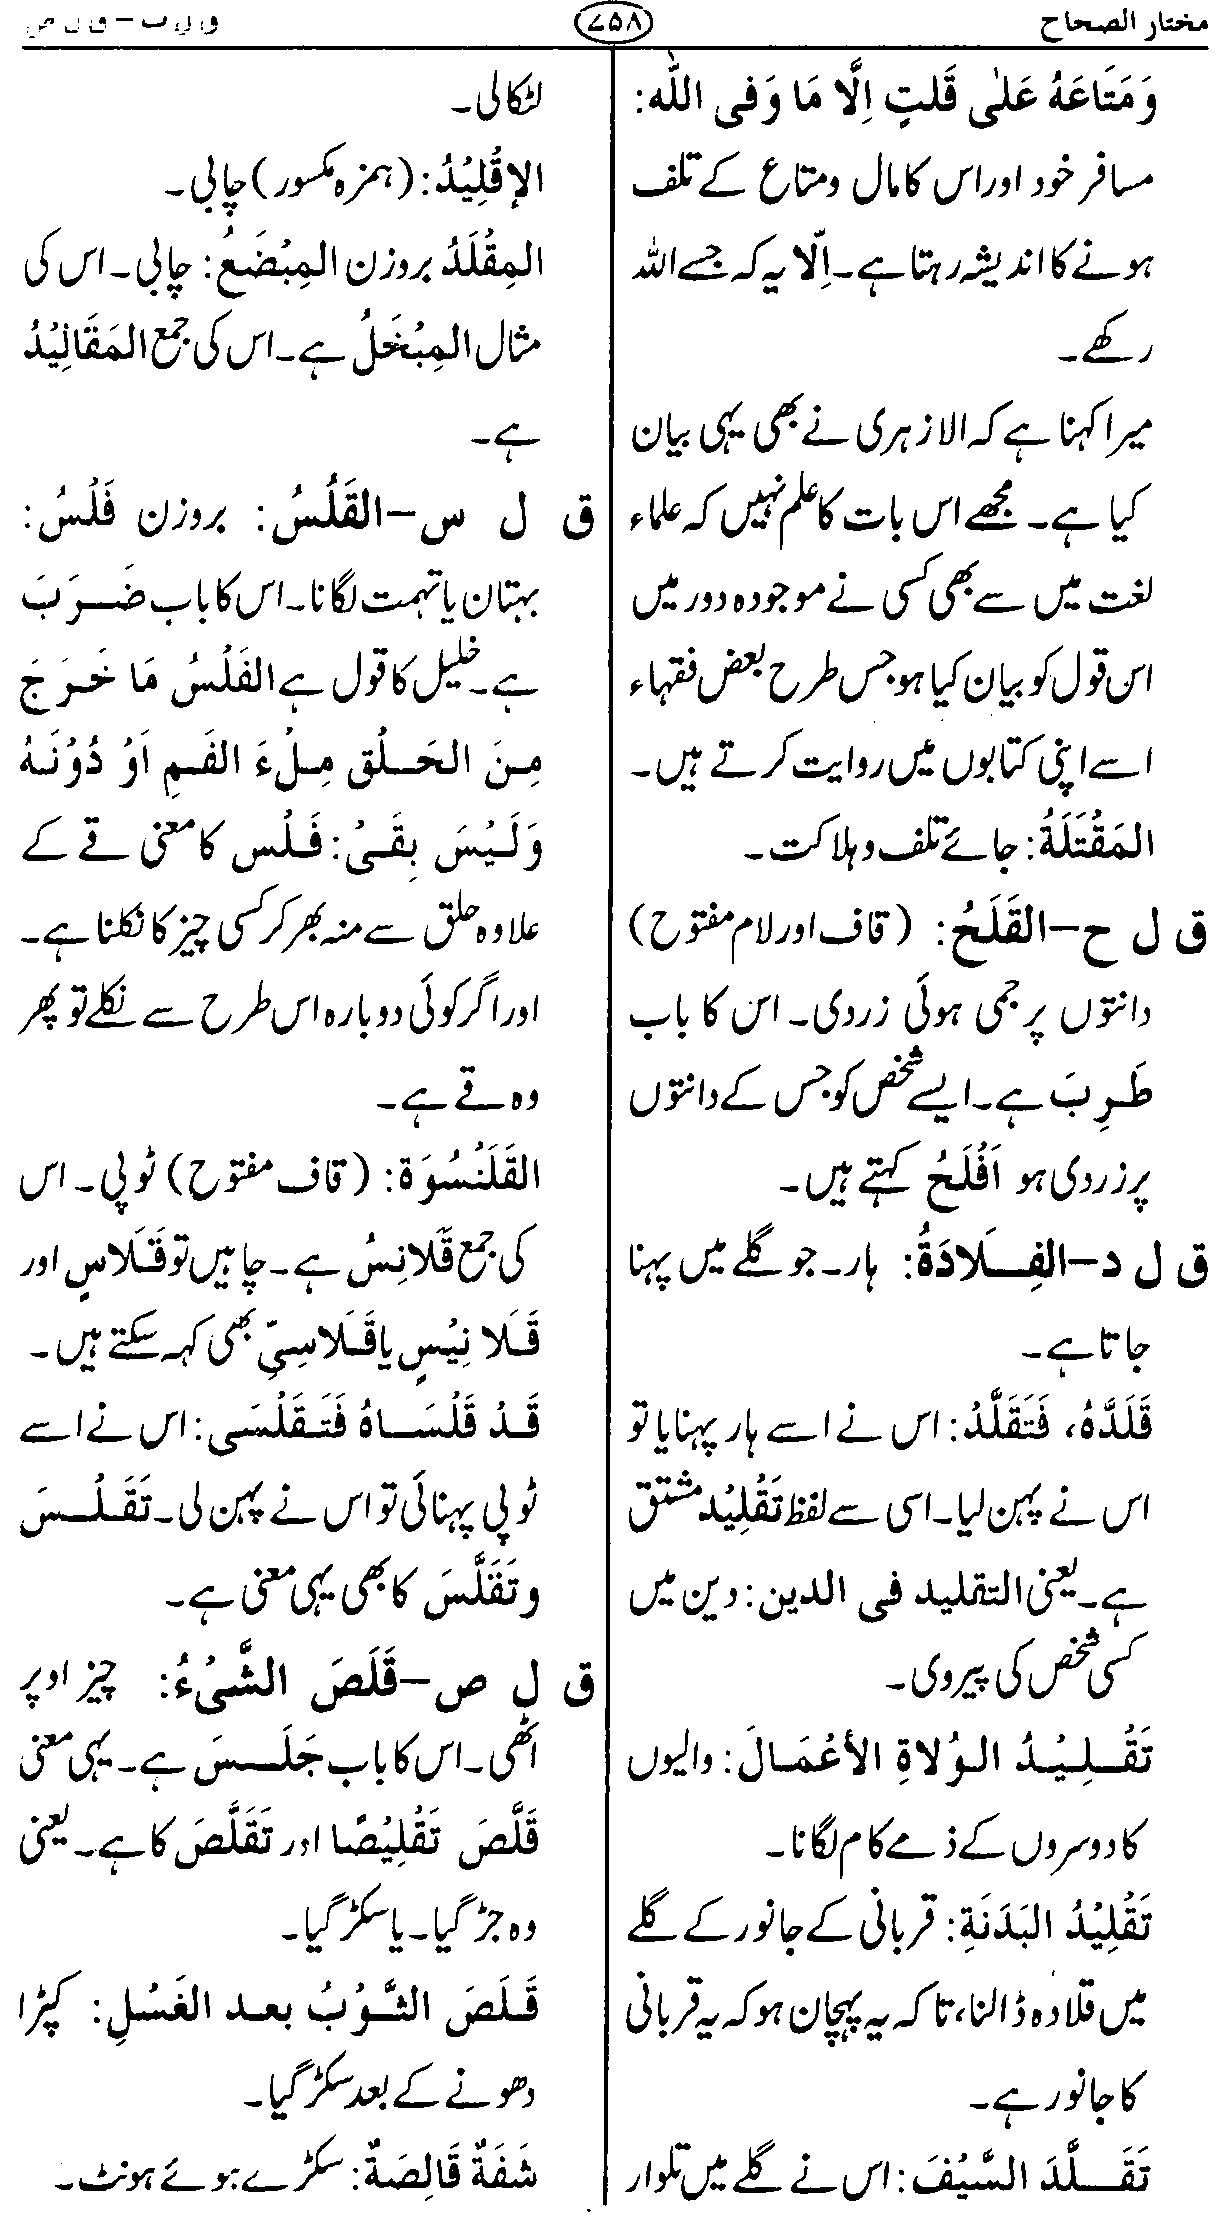 مختار الصحاح
۷۵۸
ق ل ب – ق ل ص
وَمَتَاعَهُ عَلٰی قَلتٍ اِلَّا مَا وَفی اللّٰہ:
مسافر خود اور اس کا مال و متاع کے تلف
ہونے کا اندیشہ رہتا ہے۔ اِلّا یہ کہ جسے اللہ
رکھے۔
میرا کہنا ہے کہ الازہری نے بھی یہی بیان
کیا ہے۔ مجھے اس بات کا علم نہیں کہ علماء
لغت میں سے بھی کسی نے موجودہ دور میں
اس قول کو بیان کیا ہو جس طرح بعض فقہاء
اسے اپنی کتابوں میں روایت کرتے ہیں۔
المَقْتَلَةُ: جائے تلف و ہلاکت۔
ق ل ح–القَلَحُ: (قاف اور لام مفتوح)
دانتوں پر جمی ہوئی زردی۔ اس کا باب
طَرِبَ ہے۔ ایسے شخص کو جس کے دانتوں
پر زردی ہو اَفْلَحُ کہتے ہیں۔
ق ل د–الفِلَادَةُ: ہار۔ جو گلے میں پہنا
جاتا ہے۔
قَلَدَّهُ، فَتَقَلَّدُ: اس نے اسے ہار پہنایا تو
اس نے پہن لیا۔ اسی سے لفظ تَقْلِيْد مشتق
ہے۔ یعنی التقلید فی الدین: دین میں
کسی شخص کی پیروی۔
تَقْلِيْدُ الوُلاةِ الأعْمَالَ: والیوں
کا دوسروں کے ذمے کام لگانا۔
تَقْلِيْدُ البَدَنَةِ: قربانی کے جانور کے گلے
میں قلادہ ڈالنا، تاکہ یہ پہچان ہو کہ یہ قربانی
کا جانور ہے۔
تَقَلَّدَ السَّيْفَ: اس نے گلے میں تلوار
لٹکالی۔
الإقْلِيْدُ: (ہمزہ مکسور) چابی۔
المِقْلَدُ بروزن المِبْضَعُ: چابی۔ اس کی
مثال المِبْخَلُ ہے۔ اس کی جمع المَقَالِيْدُ
ہے۔
ق ل س–القَلْسُ: بروزن فَلْسُ:
بہتان یا تہمت لگانا۔ اس کا باب ضَرَبَ
ہے۔ خلیل کا قول ہے الفَلْسُ مَا خَرَجَ
مِنَ الحَلْق مِلْءَ الفَمِ اَوْ دُوْنَهُ
وَلَيْسَ بِقَيْ: فَلْس کا معنی قے کے
علاوہ حلق سے منہ بھر کر کسی چیز کا نکلنا ہے۔
اور اگر کوئی دوبارہ اس طرح سے نکلے تو پھر
وہ قے ہے۔
القَلَنْسُوَة: (قاف مفتوح) ٹوپی۔ اس
کی جمع قَلَانِسُ ہے۔ چاہیں تو قَلَاسٍ اور
قَلَا نِيْسٍ یا قَلَاسِيّ بھی کہہ سکتے ہیں۔
قَدْ قَلْسَاهُ فَتَقَلْسَى: اس نے اسے
ٹوپی پہنائی تو اس نے پہن لی۔ تَقَلْسَ
و تَقَلَّسَ کا بھی یہی معنی ہے۔
ق ل ص–قَلَصَ الشَّيْءُ: چیز اوپر
اٹھی۔ اس کا باب جَلَسَ ہے۔ یہی معنی
قَلَّصَ تَقْلِيْصًا اور تَقَلَّصَ کا ہے۔ یعنی
وہ جڑ گیا۔ یا سکڑ گیا۔
قَلَصَ الثَّوْبُ بعد الغَسْلِ: کپڑا
دھونے کے بعد سکڑ گیا۔
شَفَةٌ قَالِصَةٌ: سکڑے ہوئے ہونٹ۔